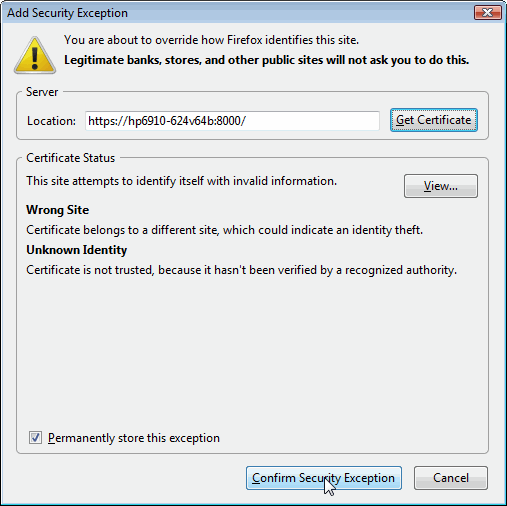 Add Security Exception
You are about to override how Firefox identifies this site.
Legitimate banks, stores, and other public sites will not ask you to do this.
Server
Location: https://hp6910-624v64b:8000/ Get Certificate
Certificate Status
This site attempts to identify itself with invalid information. View...
Wrong Site
Certificate belongs to a different site, which could indicate an identity theft.
Unknown Identity
Certificate is not trusted, because it hasn't been verified by a recognized authority.
Permanently store this exception
Confirm Security Exception Cancel